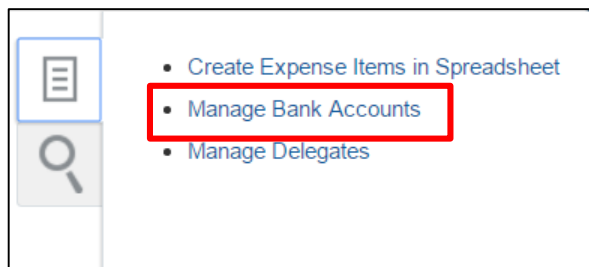 Create Expense Items in Spreadsheet
Manage Bank Accounts
Manage Delegates